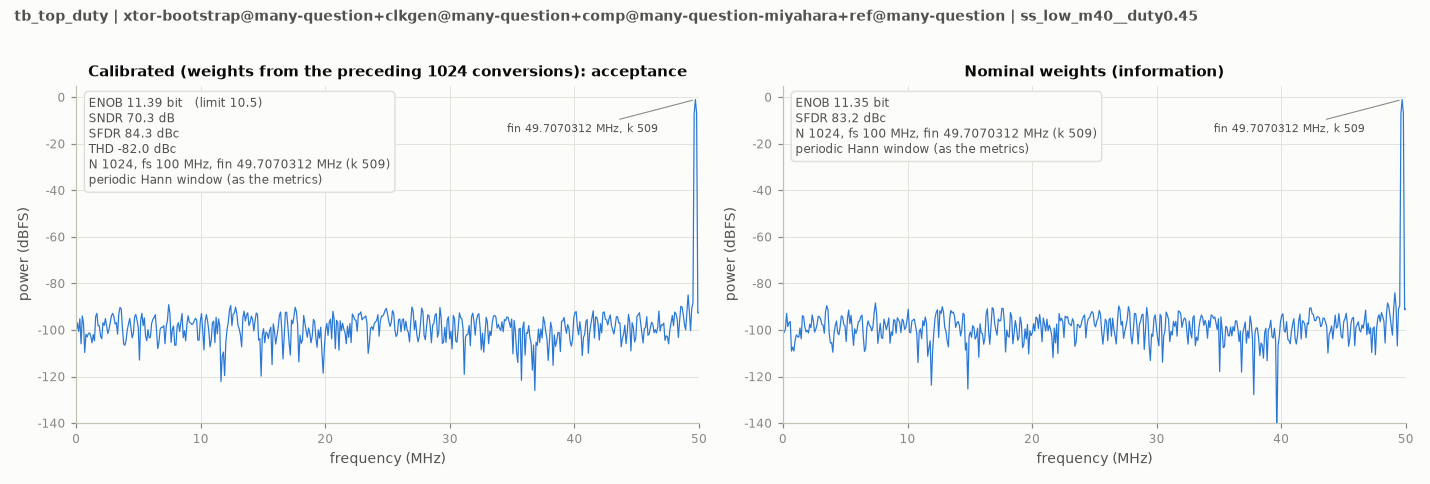 tb_top_duty | xtor-bootstrap@many-question+clkgen@many-question+comp@many-question-miyahara+ref@many-question | ss_low_m40__duty0.45
Calibrated (weights from the preceding 1024 conversions): acceptance
ENOB 11.39 bit (limit 10.5)
SNDR 70.3 dB
SFDR 84.3 dBc
THD -82.0 dBc
N 1024, fs 100 MHz, fin 49.7070312 MHz (k 509)
periodic Hann window (as the metrics)
fin 49.7070312 MHz, k 509
power (dBFS)
0
-20
-40
-60
-80
-100
-120
-140
0 10 20 30 40 50
frequency (MHz)
Nominal weights (information)
ENOB 11.35 bit
SFDR 83.2 dBc
N 1024, fs 100 MHz, fin 49.7070312 MHz (k 509)
periodic Hann window (as the metrics)
fin 49.7070312 MHz, k 509
power (dBFS)
0
-20
-40
-60
-80
-100
-120
-140
0 10 20 30 40 50
frequency (MHz)